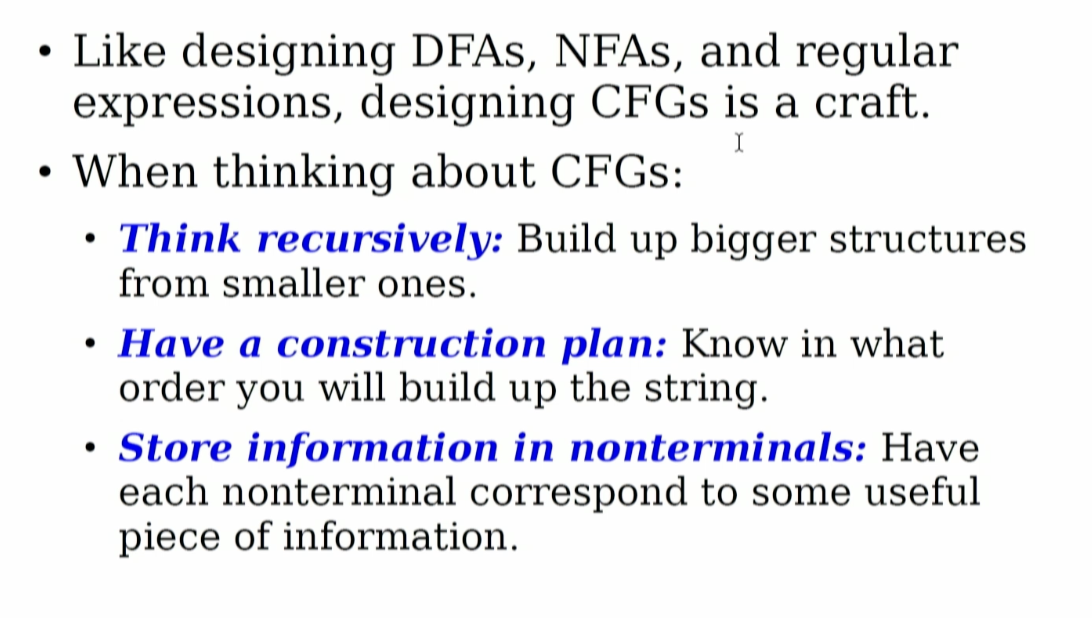 • Like designing DFAs, NFAs, and regular
expressions, designing CFGs is a craft.
• When thinking about CFGs:
• Think recursively: Build up bigger structures
from smaller ones.
• Have a construction plan: Know in what
order you will build up the string.
• Store information in nonterminals: Have
each nonterminal correspond to some useful
piece of information.